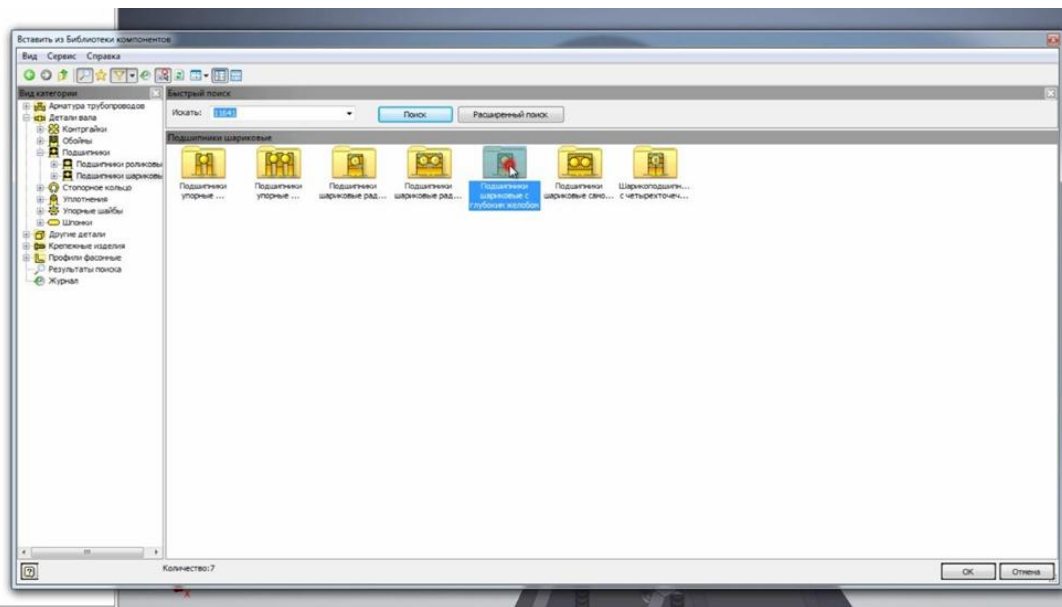 Вставить из Библиотеки компонентов
Вид Сервис Справка
Вид категории
Быстрый поиск
Арматура трубопроводов
Искать:
Поиск
Расширенный поиск
Детали вала
Контргайки
Обоймы
Подшипники
Подшипники роликовы
Подшипники шариковы
Стопорное кольцо
Уплотнения
Упорные шайбы
Шпонки
Другие детали
Крепежные изделия
Профили фасонные
Результаты поиска
Журнал
Подшипники шариковые
Подшипники
упорные ...
Подшипники
упорные ...
Подшипники
шариковые рад...
Подшипники
шариковые рад...
Подшипники
шариковые с
глубоким желобом
Подшипники
шариковые само...
Шарикоподшипн...
с четырехточеч...
Количество:7
OK
Отмена